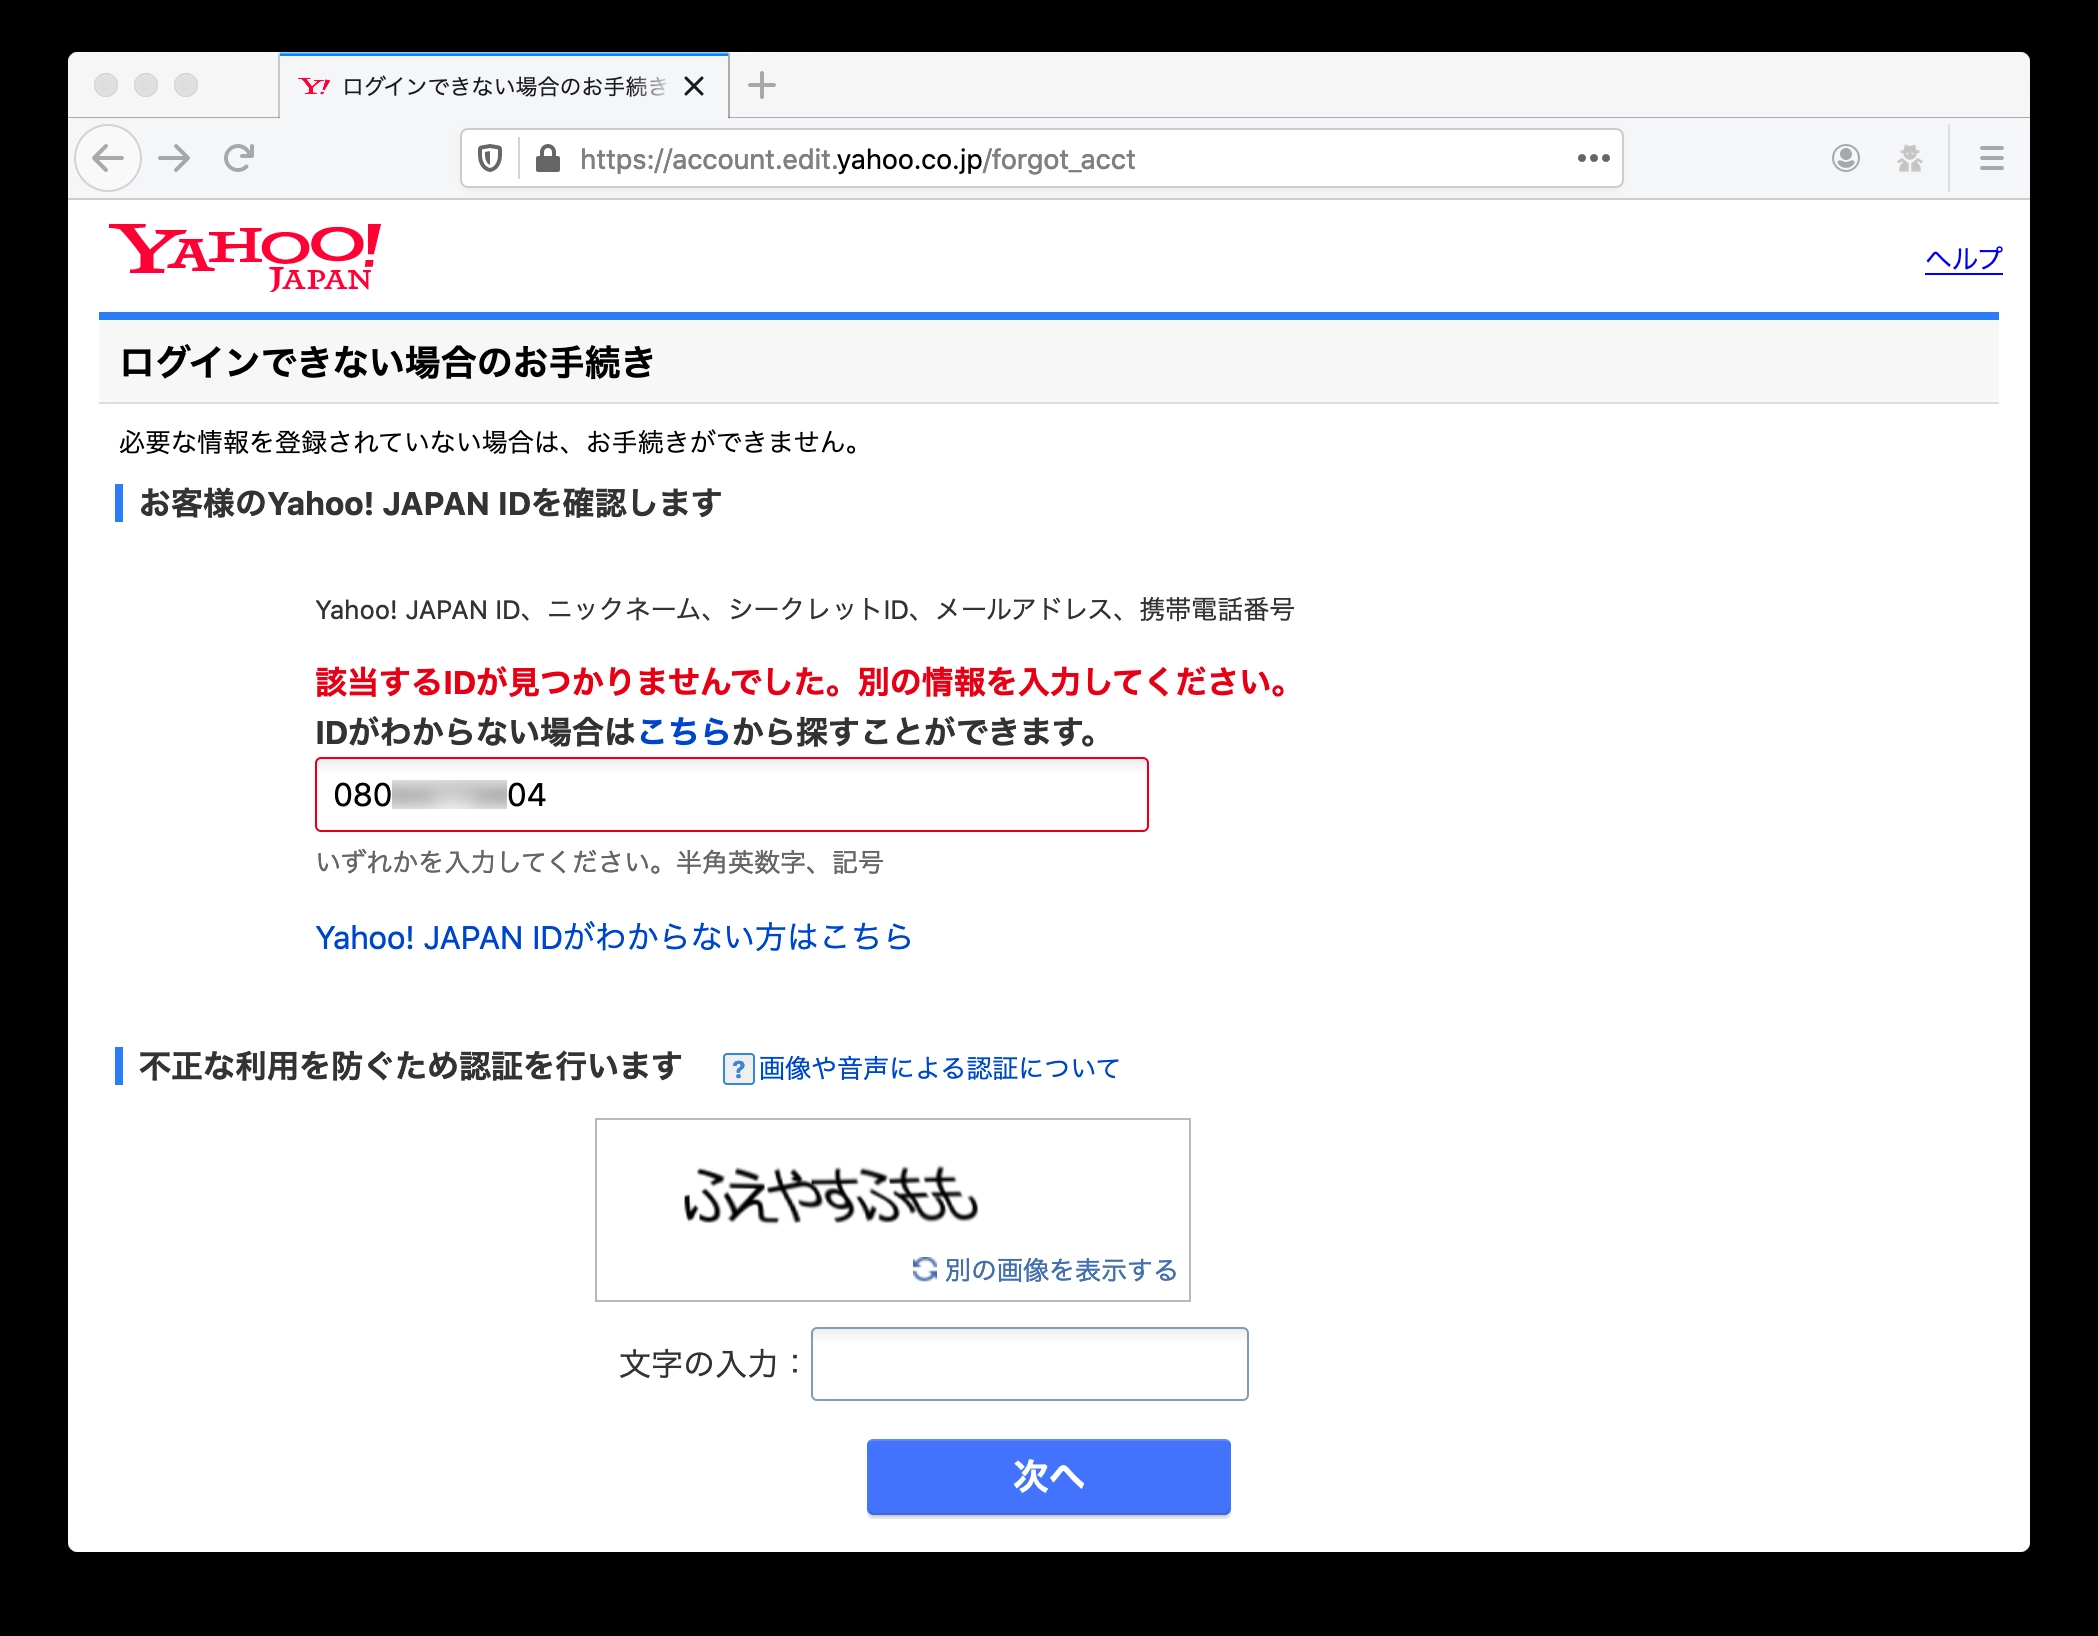 ログインできない場合のお手続き
https://account.edit.yahoo.co.jp/forgot_acct
YAHOO!
JAPAN
ヘルプ
ログインできない場合のお手続き
必要な情報を登録されていない場合は、お手続きができません。
お客様のYahoo! JAPAN IDを確認します
Yahoo! JAPAN ID、ニックネーム、シークレットID、メールアドレス、携帯電話番号
該当するIDが見つかりませんでした。別の情報を入力してください。
IDがわからない場合はこちらから探すことができます。
080 04
いずれかを入力してください。半角英数字、記号
Yahoo! JAPAN IDがわからない方はこちら
不正な利用を防ぐため認証を行います ?画像や音声による認証について
ふえやすふもも
別の画像を表示する
文字の入力：
次へ